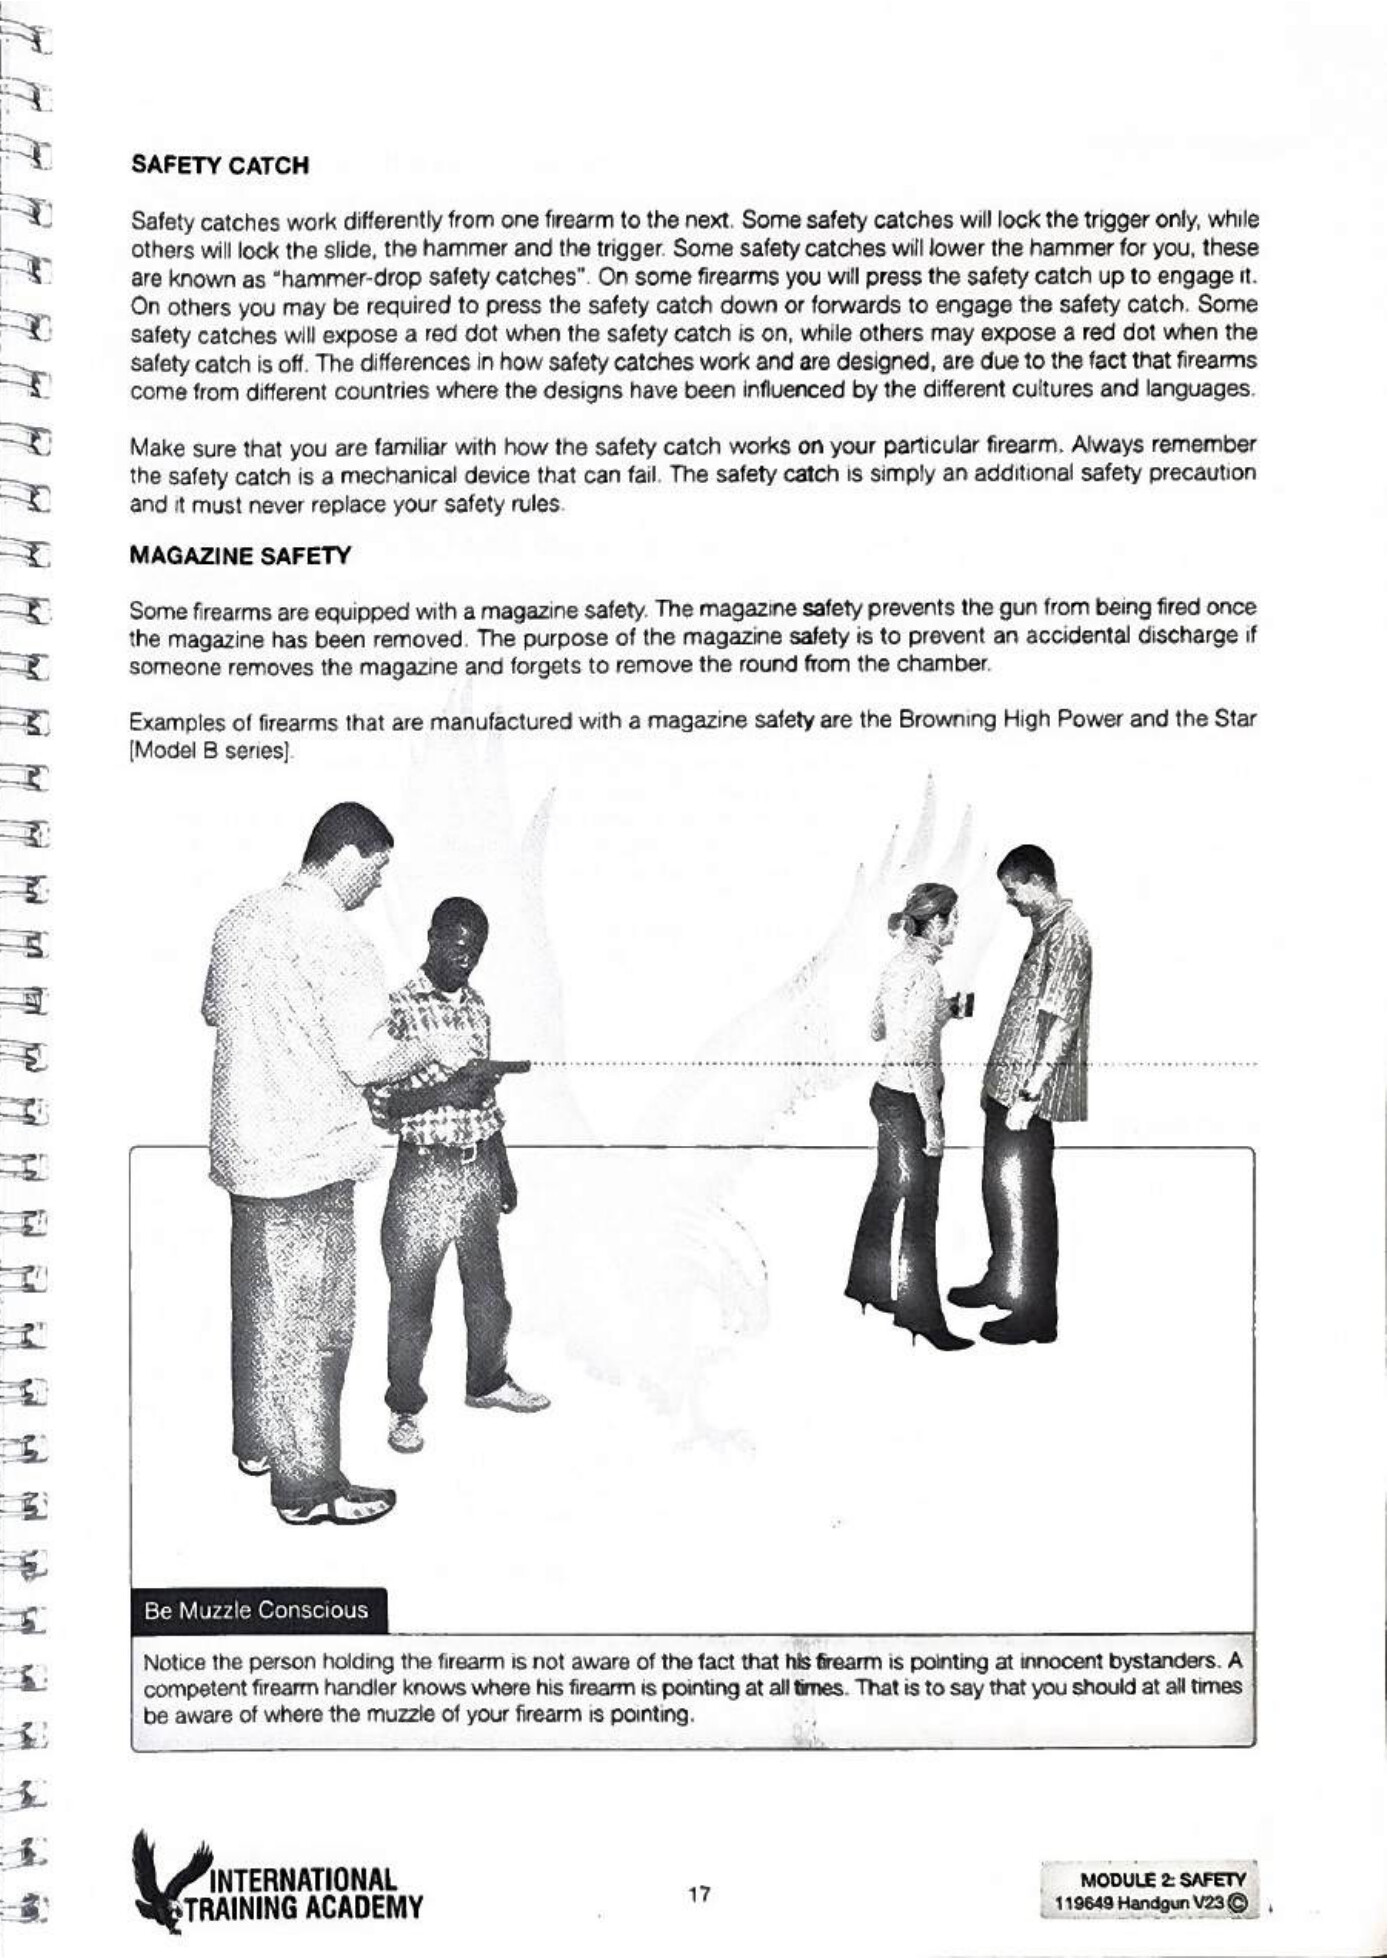 SAFETY CATCH
Safety catches work differently from one firearm to the next. Some safety catches will lock the trigger only, while
others will lock the slide, the hammer and the trigger. Some safety catches will lower the hammer for you, these
are known as "hammer-drop safety catches". On some firearms you will press the safety catch up to engage it.
On others you may be required to press the safety catch down or forwards to engage the safety catch. Some
safety catches will expose a red dot when the safety catch is on, while others may expose a red dot when the
safety catch is off. The differences in how safety catches work and are designed, are due to the fact that firearms
come from different countries where the designs have been influenced by the different cultures and languages.
Make sure that you are familiar with how the safety catch works on your particular firearm. Always remember
the safety catch is a mechanical device that can fail. The safety catch is simply an additional safety precaution
and it must never replace your safety rules.
MAGAZINE SAFETY
Some firearms are equipped with a magazine safety. The magazine safety prevents the gun from being fired once
the magazine has been removed. The purpose of the magazine safety is to prevent an accidental discharge if
someone removes the magazine and forgets to remove the round from the chamber.
Examples of firearms that are manufactured with a magazine safety are the Browning High Power and the Star
[Model B series].
Be Muzzle Conscious
Notice the person holding the firearm is not aware of the fact that his firearm is pointing at innocent bystanders. A
competent firearm handler knows where his firearm is pointing at all times. That is to say that you should at all times
be aware of where the muzzle of your firearm is pointing.
INTERNATIONAL
TRAINING ACADEMY
17
MODULE 2: SAFETY
119649 Handgun V23 ©